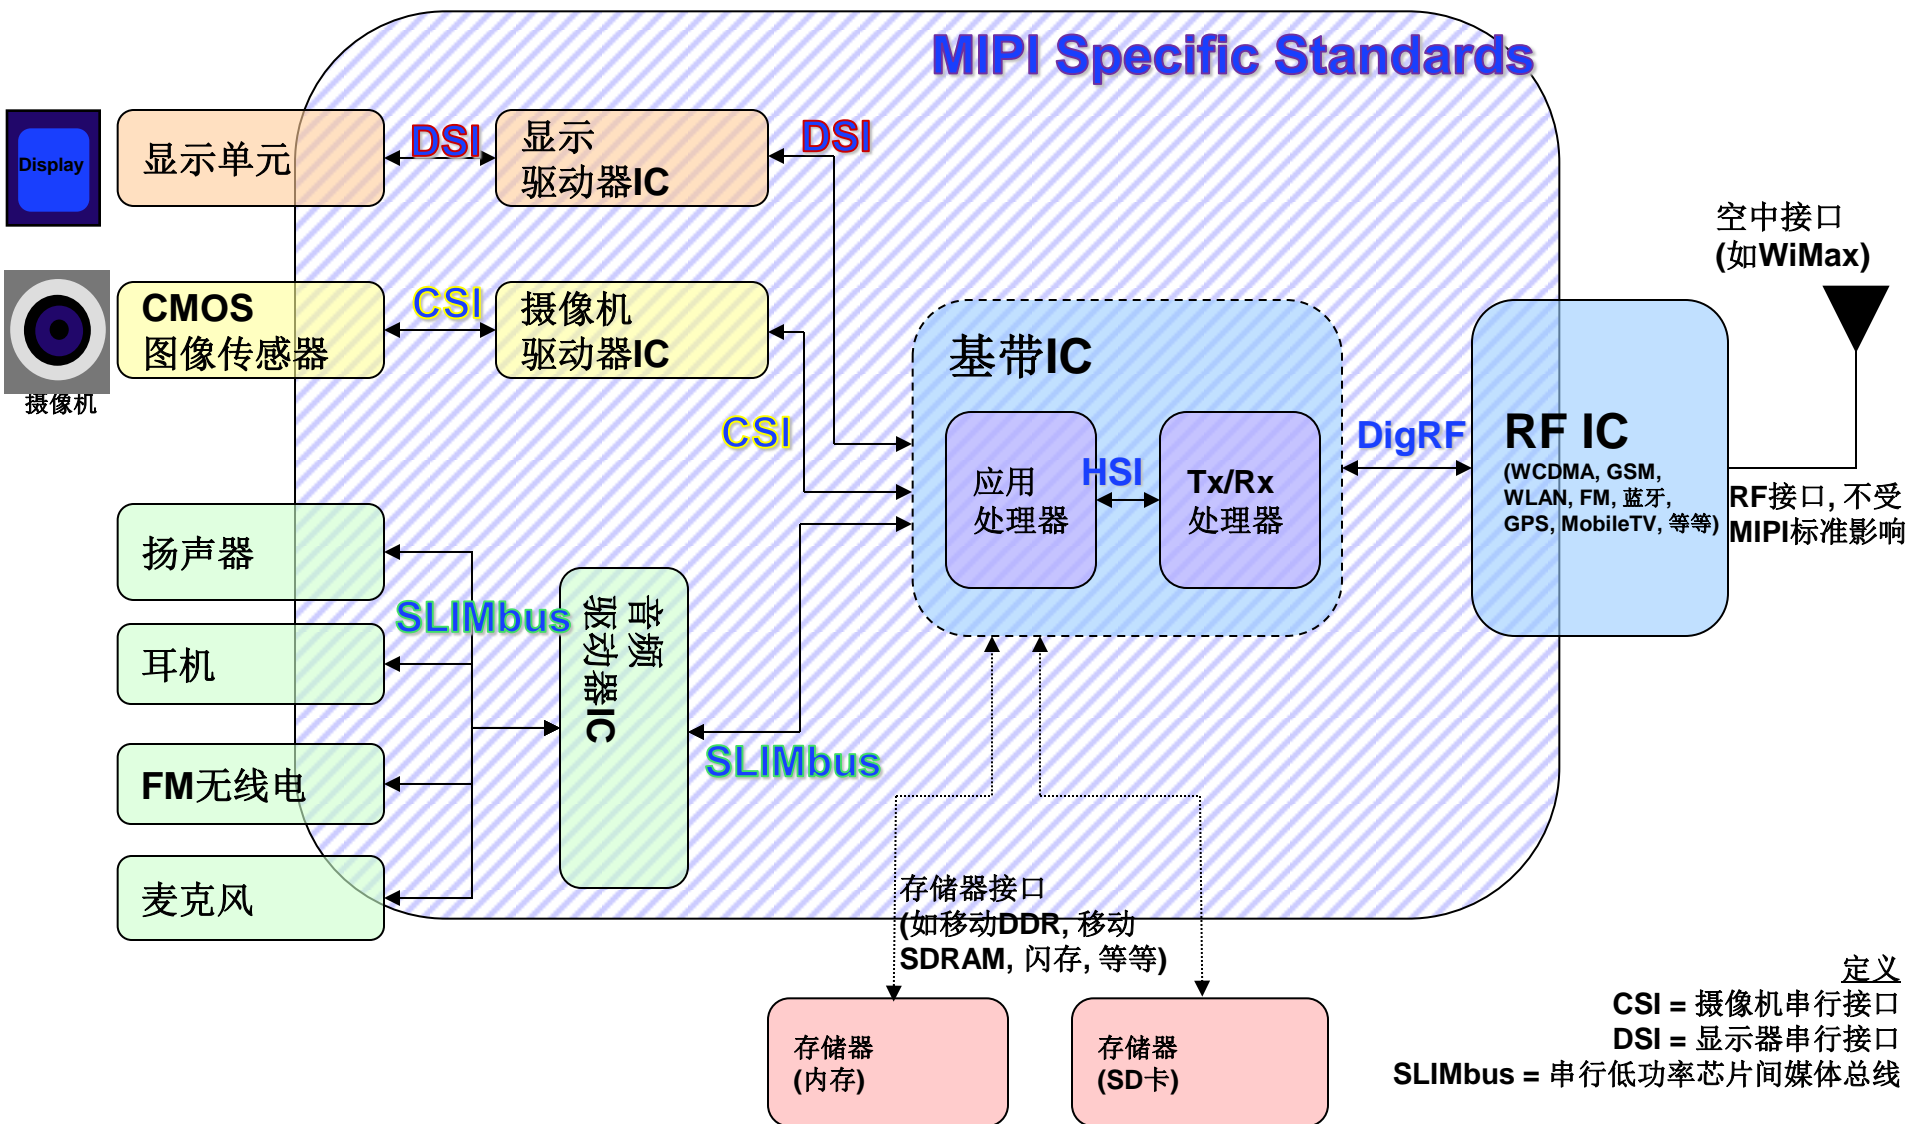 MIPI Specific Standards
Display
显示单元
DSI
显示
驱动器IC
DSI
空中接口
(如WiMax)
摄像机
CMOS
图像传感器
CSI
摄像机
驱动器IC
CSI
基带IC
应用
处理器
HSI
Tx/Rx
处理器
DigRF
RF IC
(WCDMA, GSM,
WLAN, FM, 蓝牙,
GPS, MobileTV, 等等)
RF接口, 不受
MIPI标准影响
扬声器
耳机
FM无线电
麦克风
SLIMbus
音频
驱动器IC
SLIMbus
存储器接口
(如移动DDR, 移动
SDRAM, 闪存, 等等)
存储器
(内存)
存储器
(SD卡)
定义
CSI = 摄像机串行接口
DSI = 显示器串行接口
SLIMbus = 串行低功率芯片间媒体总线